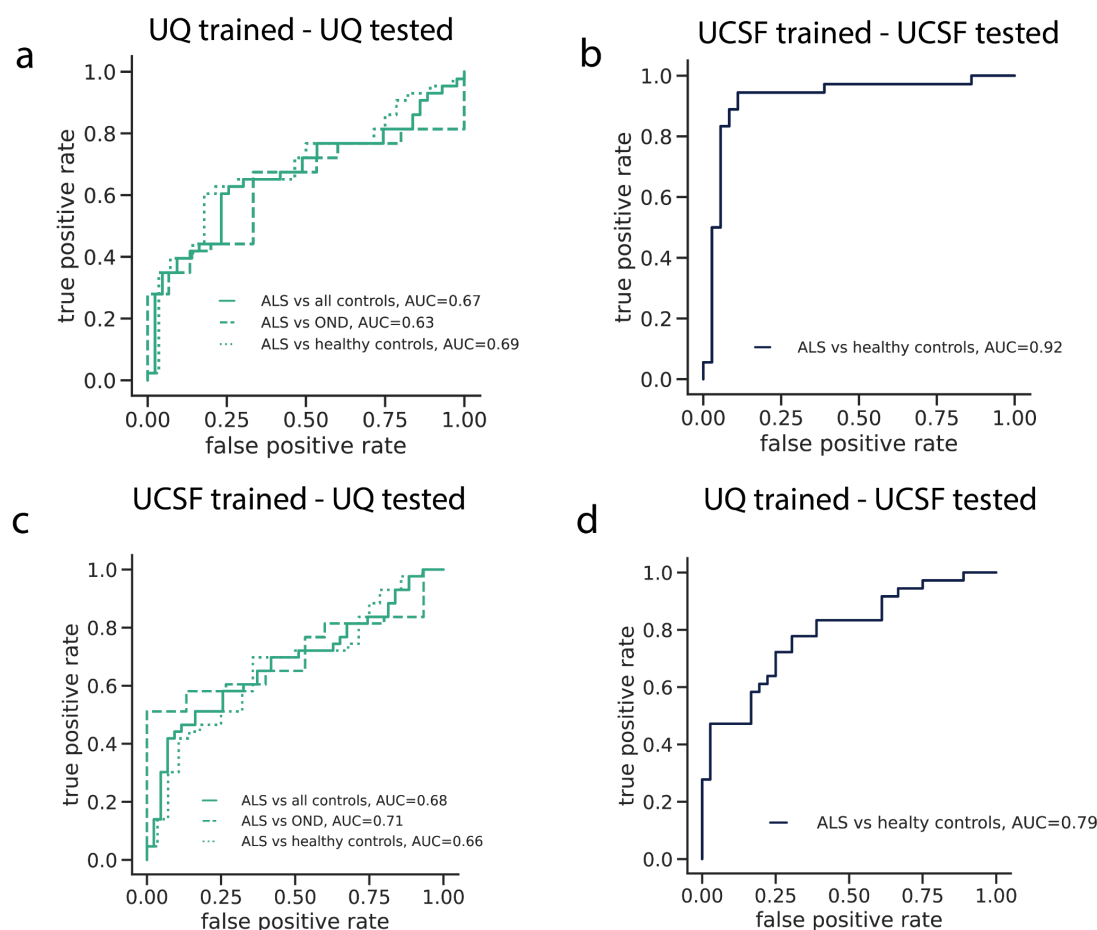 a
UQ trained - UQ tested
true positive rate
1.0
0.8
0.6
0.4
0.2
0.0
ALS vs all controls, AUC=0.67
ALS vs OND, AUC=0.63
ALS vs healthy controls, AUC=0.69
0.00 0.25 0.50 0.75 1.00
false positive rate
b
UCSF trained - UCSF tested
true positive rate
1.0
0.8
0.6
0.4
0.2
0.0
ALS vs healthy controls, AUC=0.92
0.00 0.25 0.50 0.75 1.00
false positive rate
c
UCSF trained - UQ tested
true positive rate
1.0
0.8
0.6
0.4
0.2
0.0
ALS vs all controls, AUC=0.68
ALS vs OND, AUC=0.71
ALS vs healthy controls, AUC=0.66
0.00 0.25 0.50 0.75 1.00
false positive rate
d
UQ trained - UCSF tested
true positive rate
1.0
0.8
0.6
0.4
0.2
0.0
ALS vs healty controls, AUC=0.79
0.00 0.25 0.50 0.75 1.00
false positive rate